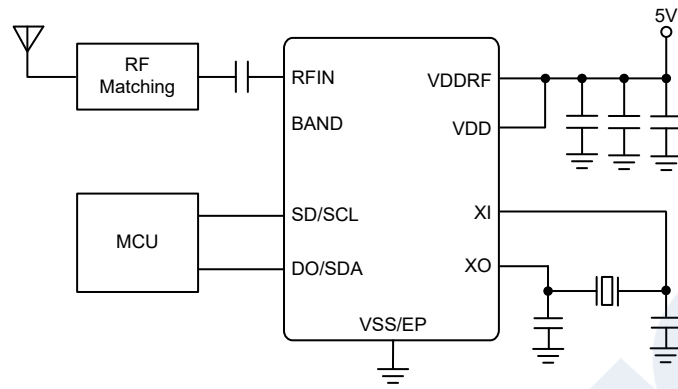 5V
RF
Matching
RFIN
VDDRF
BAND
VDD
MCU
SD/SCL
XI
DO/SDA
XO
VSS/EP